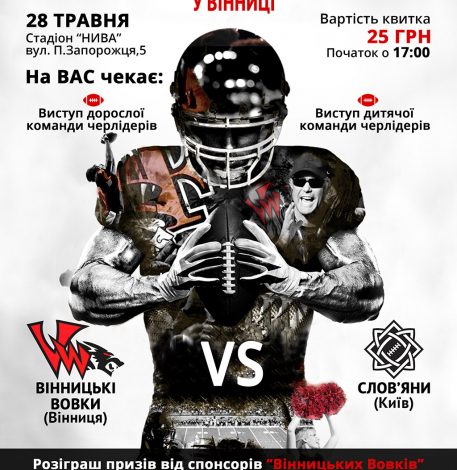 У ВІННИЦІ
28 ТРАВНЯ
Стадіон “НИВА”
вул. П.Запорожця,5
Вартість квитка
25 ГРН
Початок о 17:00
На ВАС чекає:
Виступ дорослої
команди черлідерів
Виступ дитячої
команди черлідерів
VS
ВІННИЦЬКІ
ВОВКИ
(Вінниця)
СЛОВ’ЯНИ
(Київ)
Розіграш призів від спонсорів “Вінницьких Вовків”